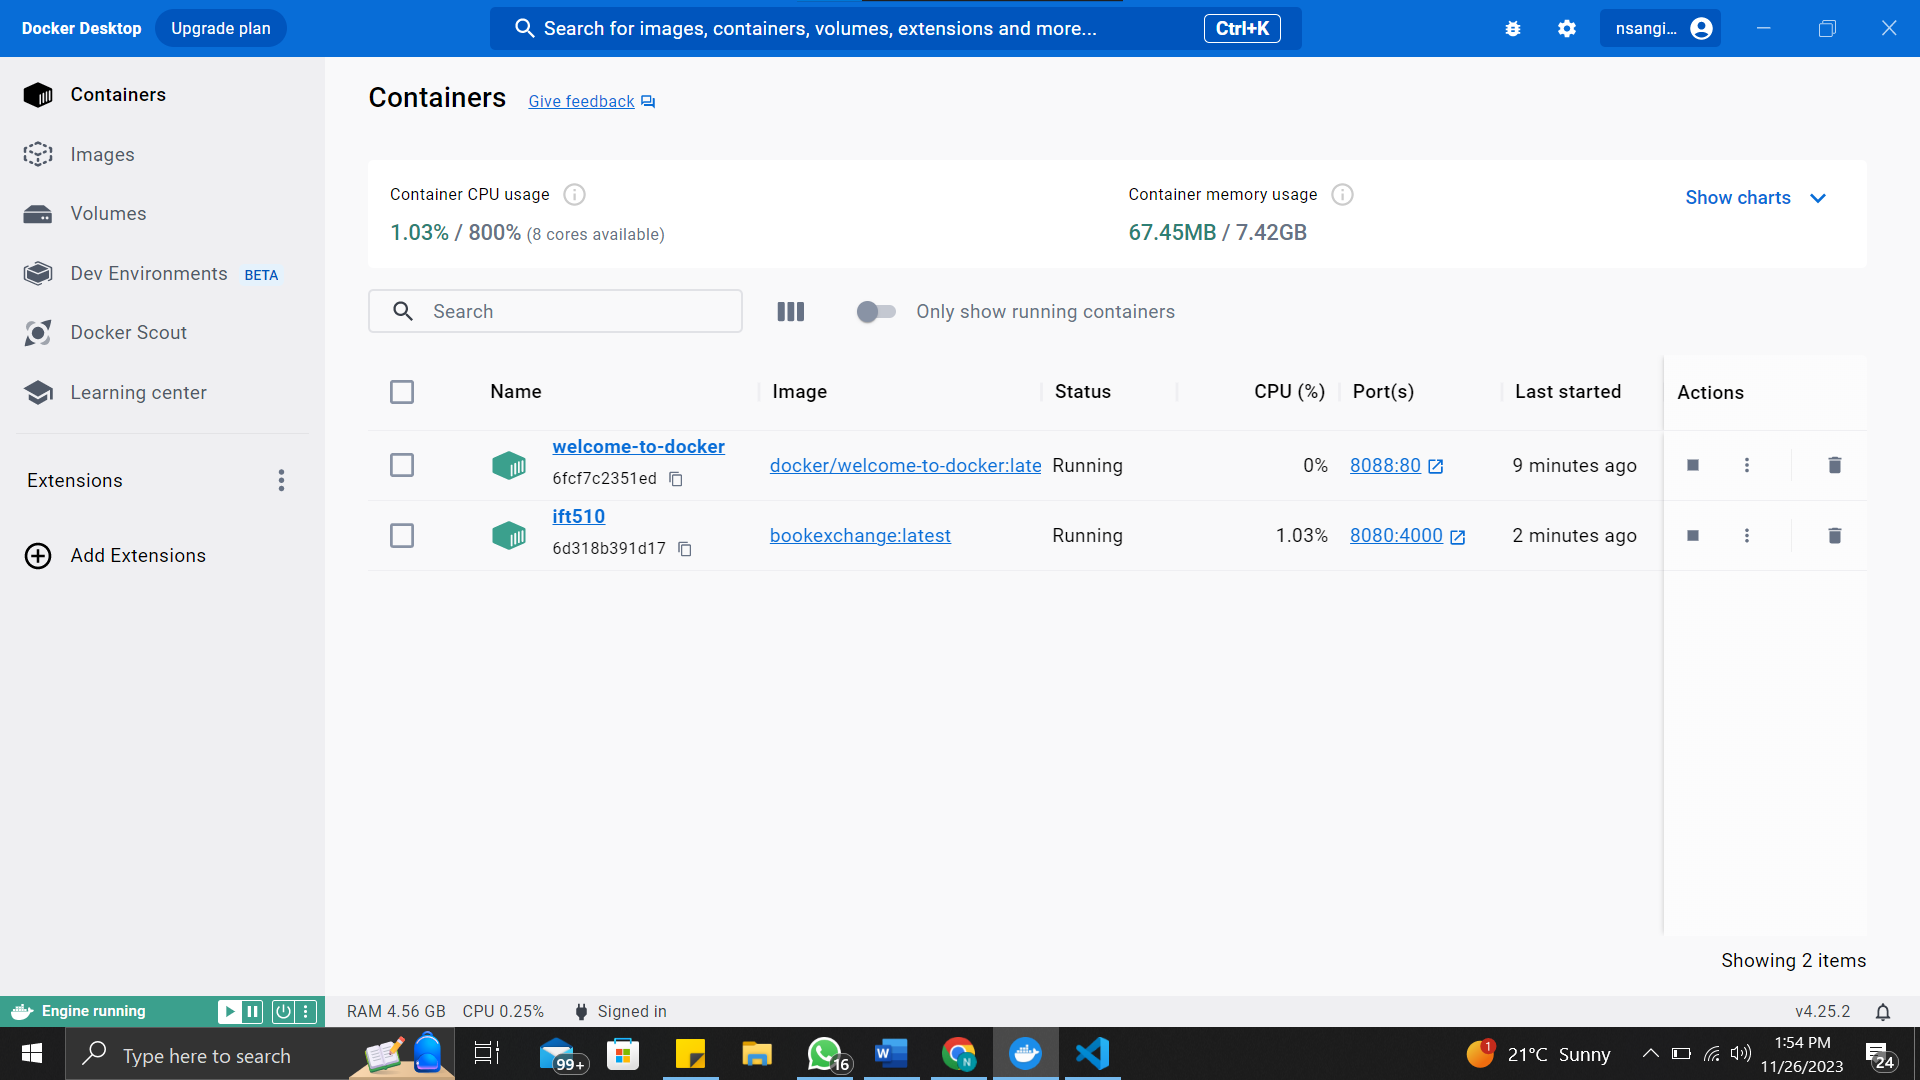 Docker Desktop Upgrade plan Search for images, containers, volumes, extensions and more... Ctrl+K nsangi...
Containers
Images
Volumes
Dev Environments BETA
Docker Scout
Learning center
Extensions
Add Extensions
Containers Give feedback
Container CPU usage
1.03% / 800% (8 cores available)
Container memory usage
67.45MB / 7.42GB
Show charts
Search
Only show running containers
Name Image Status CPU (%) Port(s) Last started Actions
welcome-to-docker
6fcf7c2351ed
docker/welcome-to-docker:late Running 0% 8088:80 9 minutes ago
ift510
6d318b391d17
bookexchange:latest Running 1.03% 8080:4000 2 minutes ago
Showing 2 items
Engine running RAM 4.56 GB CPU 0.25% Signed in v4.25.2
Type here to search 99+ 16 W N 1 21°C Sunny
1:54 PM
11/26/2023
24